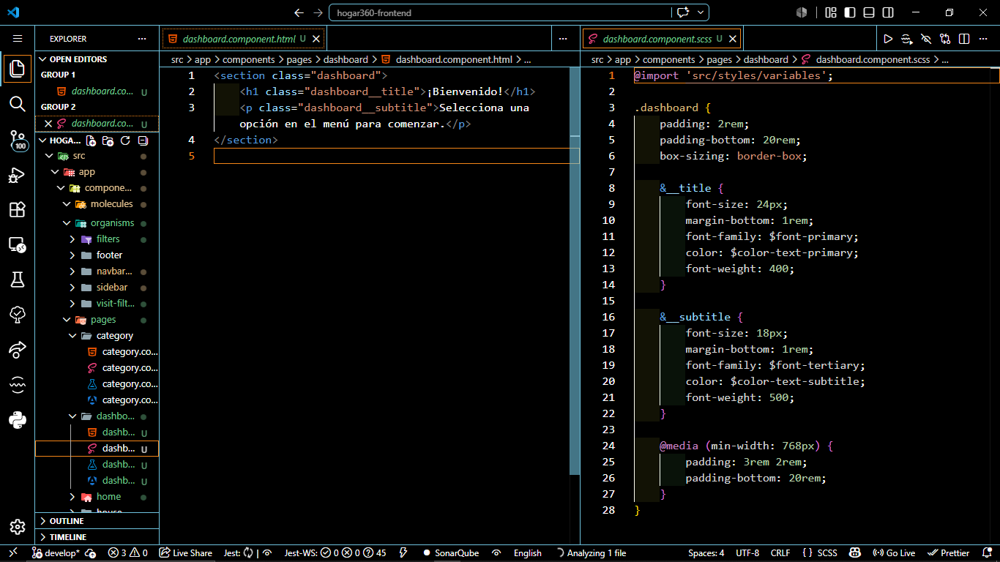 hogar360-frontend
EXPLORER
OPEN EDITORS
GROUP 1
dashboard.co... U
GROUP 2
dashboard.co... U
HOGA...
src
app
compone...
molecules
organisms
filters
footer
navbar...
sidebar
visit-filt...
pages
category
category.co...
category.co...
category.co...
category.co...
dashbo...
dashb... U
dashb... U
dashb... U
dashb... U
home
house
OUTLINE
TIMELINE
100
dashboard.component.html U
src > app > components > pages > dashboard > dashboard.component.html > ...
1 <section class="dashboard">
2 <h1 class="dashboard__title">¡Bienvenido!</h1>
3 <p class="dashboard__subtitle">Selecciona una
opción en el menú para comenzar.</p>
4 </section>
5
dashboard.component.scss U
src > app > components > pages > dashboard > dashboard.component.scss > ...
1 @import 'src/styles/variables';
2
3 .dashboard {
4 padding: 2rem;
5 padding-bottom: 20rem;
6 box-sizing: border-box;
7
8 &__title {
9 font-size: 24px;
10 margin-bottom: 1rem;
11 font-family: $font-primary;
12 color: $color-text-primary;
13 font-weight: 400;
14 }
15
16 &__subtitle {
17 font-size: 18px;
18 margin-bottom: 1rem;
19 font-family: $font-tertiary;
20 color: $color-text-subtitle;
21 font-weight: 500;
22 }
23
24 @media (min-width: 768px) {
25 padding: 3rem 2rem;
26 padding-bottom: 20rem;
27 }
28 }
develop* 3 0 Live Share Jest: | Jest-WS: 0 0 45 SonarQube English Analyzing 1 file Spaces: 4 UTF-8 CRLF { } SCSS Go Live Prettier